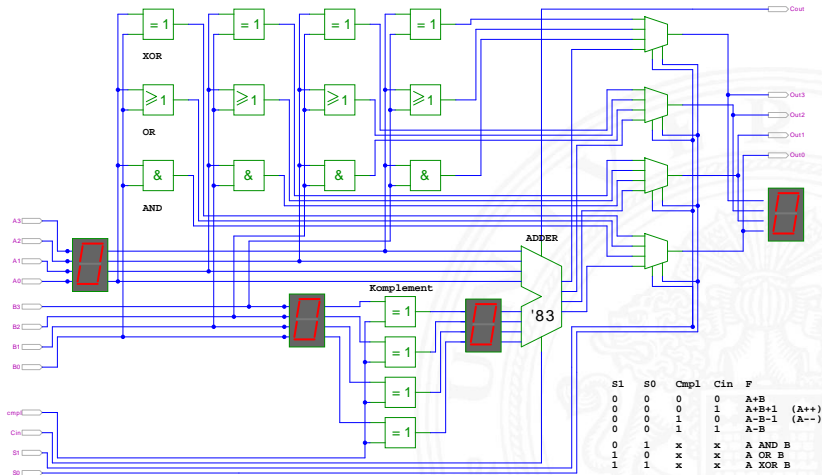 Cout
= 1 = 1 = 1 = 1
XOR
≥1 ≥1 ≥1 ≥1
OR
Out3
Out2
Out1
Out0
& & & &
AND
A3
A2
A1
A0
ADDER
Komplement
B3
B2
B1
B0
= 1
= 1
= 1
= 1
'83
cmpl
Cin
S1
S0
S1 S0 Cmpl Cin F
0 0 0 0 A+B
0 0 0 1 A+B+1 (A++)
0 0 1 0 A-B-1 (A--)
0 0 1 1 A-B
0 1 x x A AND B
1 0 x x A OR B
1 1 x x A XOR B